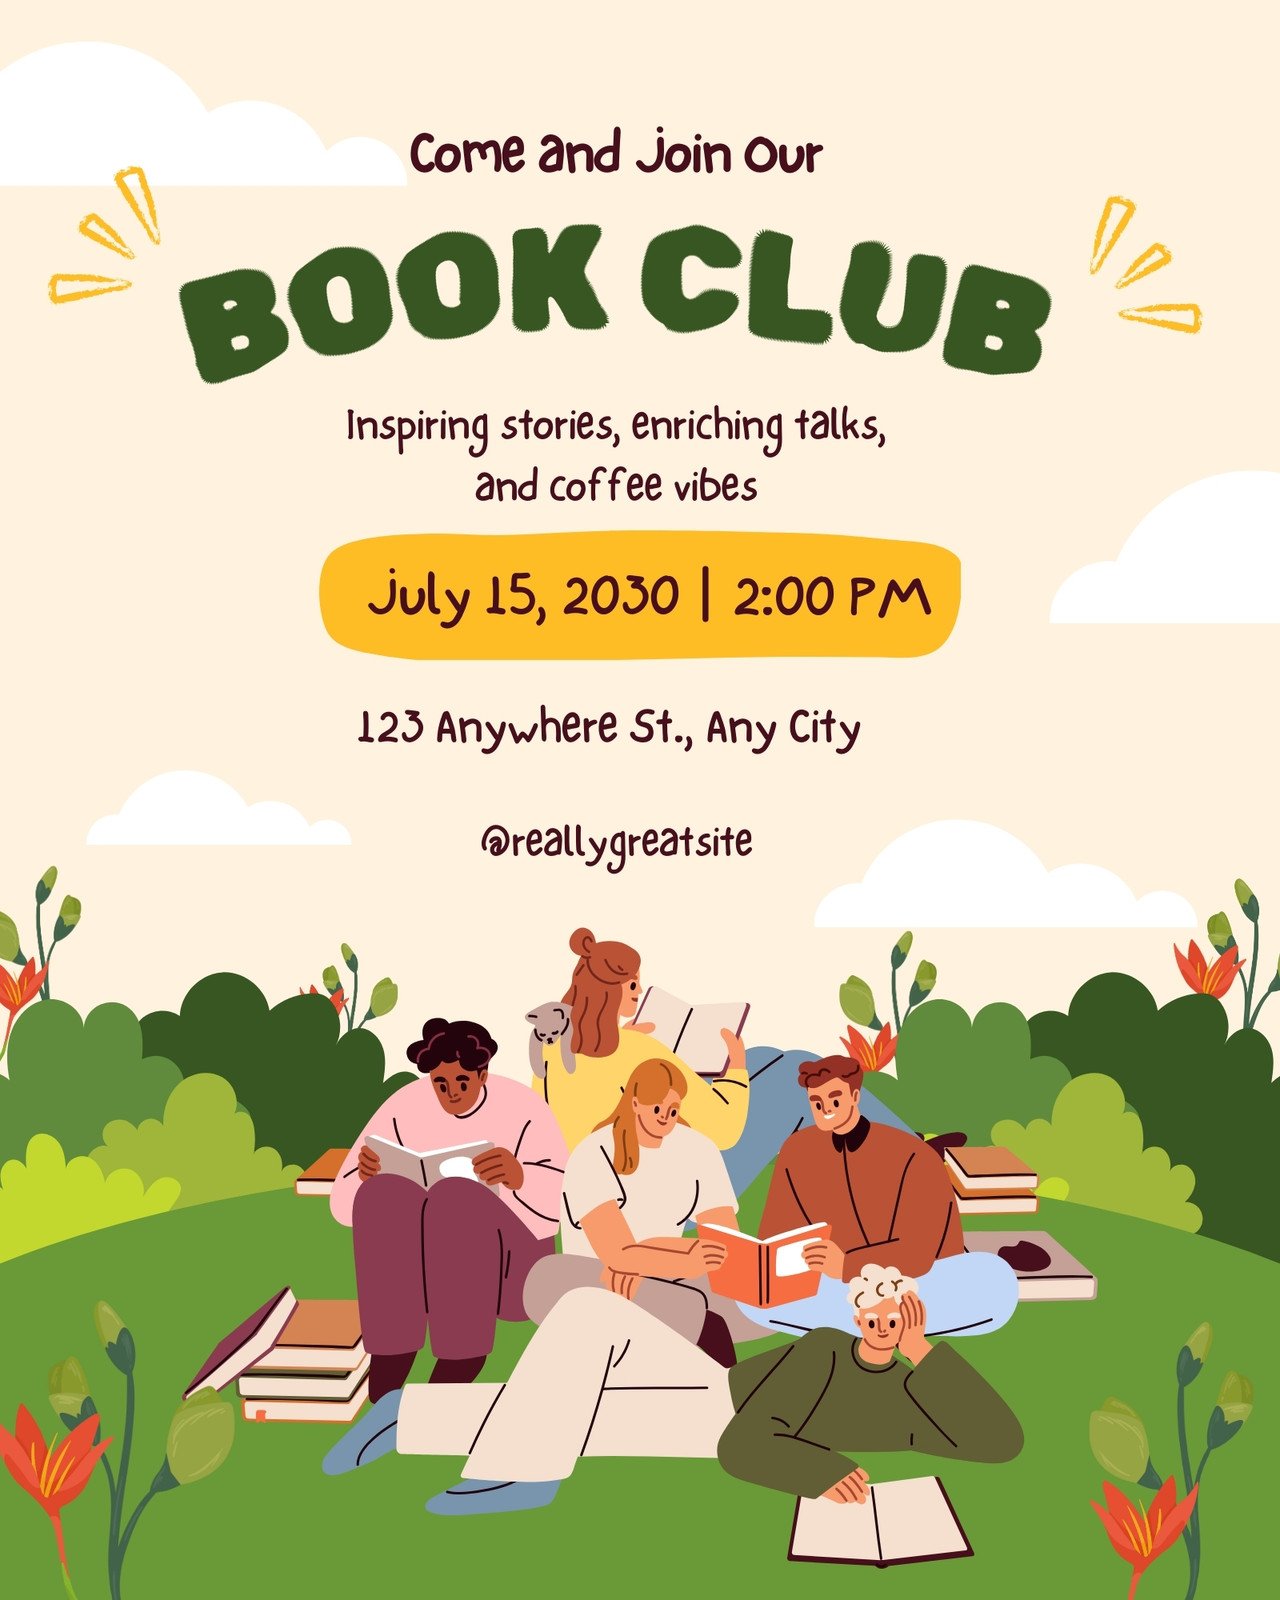 Come and Join Our
BOOK CLUB
Inspiring stories, enriching talks,
and coffee vibes
July 15, 2030 | 2:00 PM
123 Anywhere St., Any City
@reallygreatsite